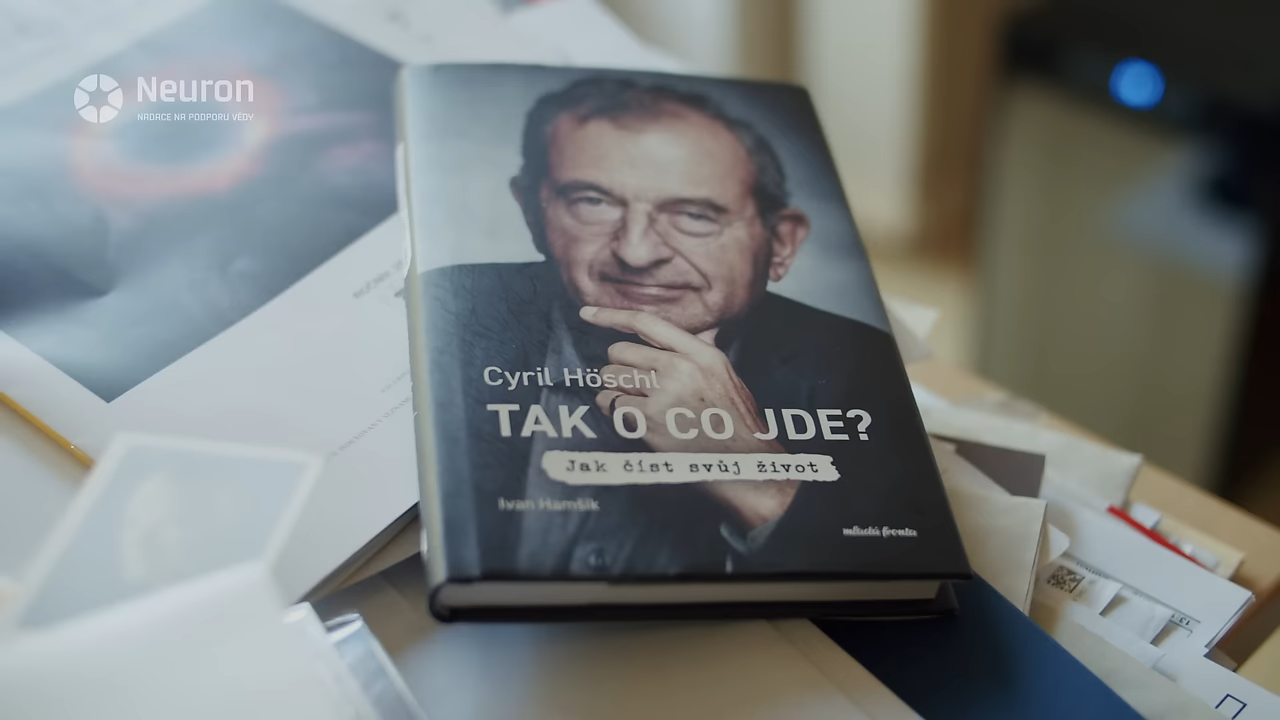 Neuron
NADACE NA PODPORU VĚDY
Cyril Höschl
TAK O CO JDE?
Jak číst svůj život
Ivan Hamšík
mladá fronta